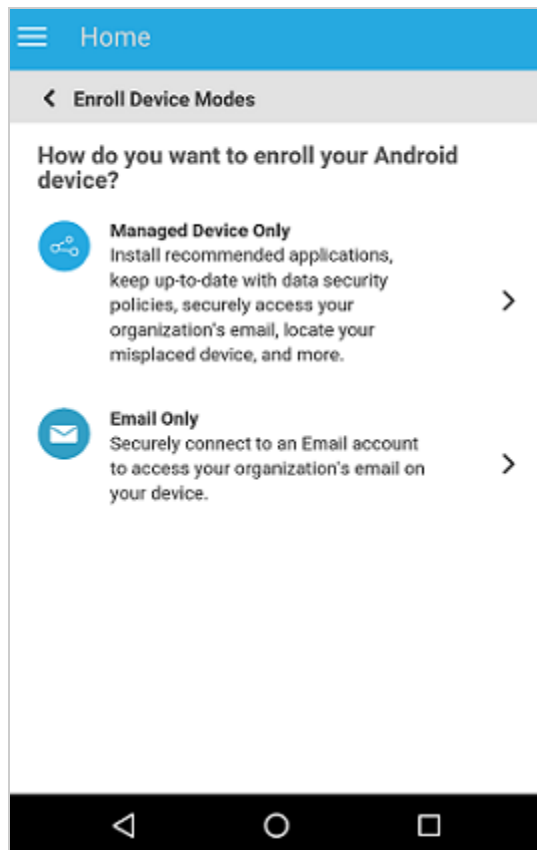 Home
Enroll Device Modes
How do you want to enroll your Android
device?
Managed Device Only
Install recommended applications,
keep up-to-date with data security
policies, securely access your
organization's email, locate your
misplaced device, and more.
Email Only
Securely connect to an Email account
to access your organization's email on
your device.